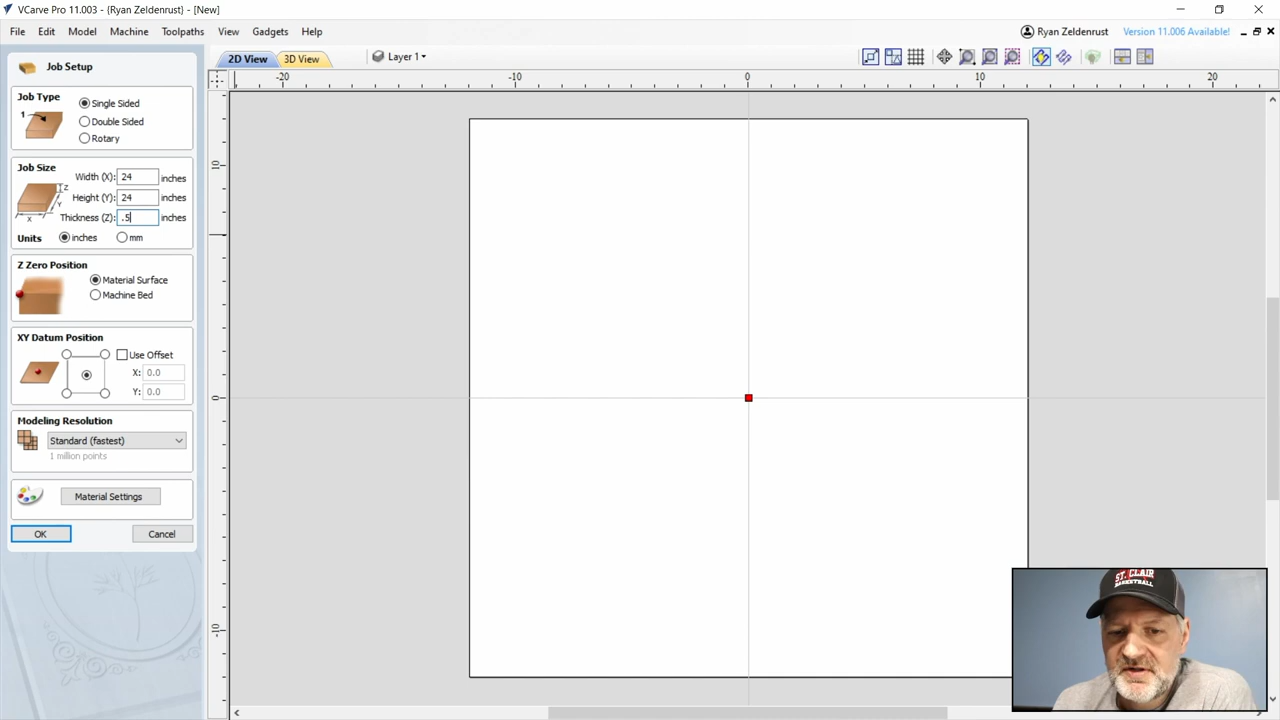 VCarve Pro 11.003 - {Ryan Zeldenrust} - [New]
File Edit Model Machine Toolpaths View Gadgets Help
Ryan Zeldenrust Version 11.006 Available!
2D View 3D View Layer 1
Job Setup
Job Type
1
Single Sided
Double Sided
Rotary
Job Size
Width (X): 24 inches
Height (Y): 24 inches
Thickness (Z): .5 inches
X Y Z
Units inches mm
Z Zero Position
Material Surface
Machine Bed
XY Datum Position
Use Offset
X: 0.0
Y: 0.0
Modeling Resolution
Standard (fastest)
1 million points
Material Settings
OK Cancel
-20 -10 0 10 20
10
0
-10
ST. CLAIR
BASKETBALL